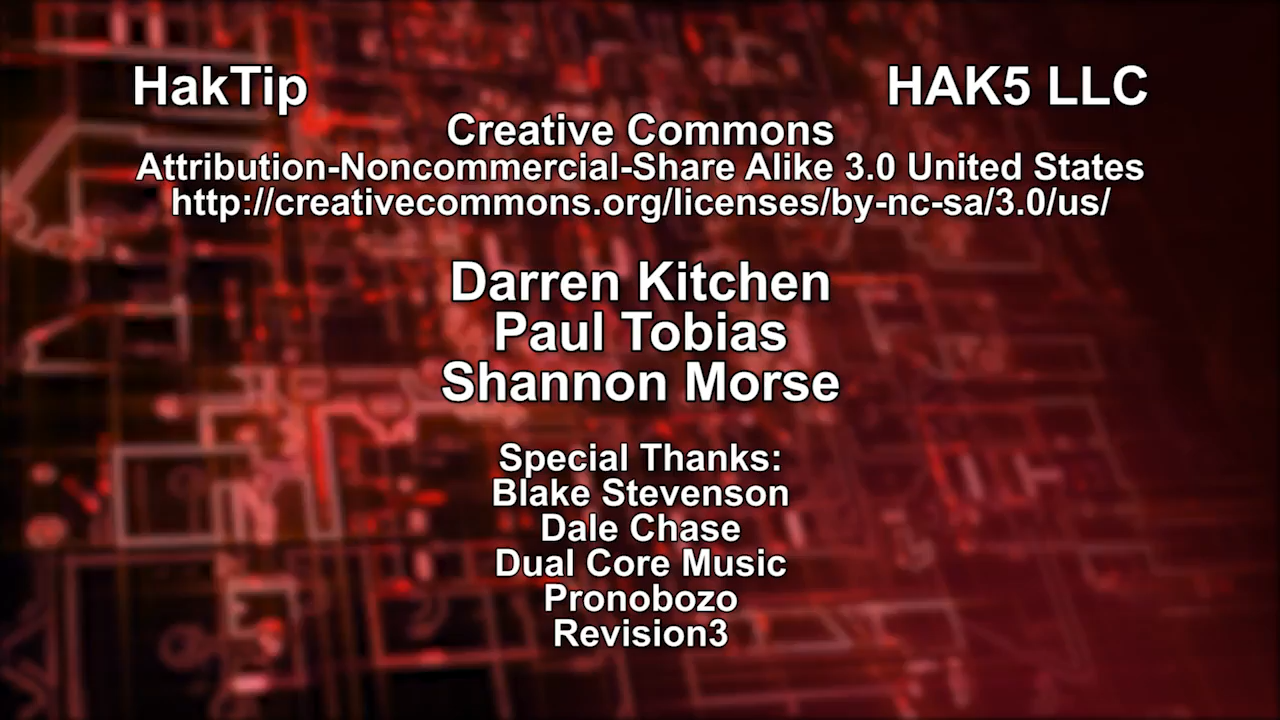 HakTip HAK5 LLC
Creative Commons
Attribution-Noncommercial-Share Alike 3.0 United States
http://creativecommons.org/licenses/by-nc-sa/3.0/us/
Darren Kitchen
Paul Tobias
Shannon Morse
Special Thanks:
Blake Stevenson
Dale Chase
Dual Core Music
Pronobozo
Revision3